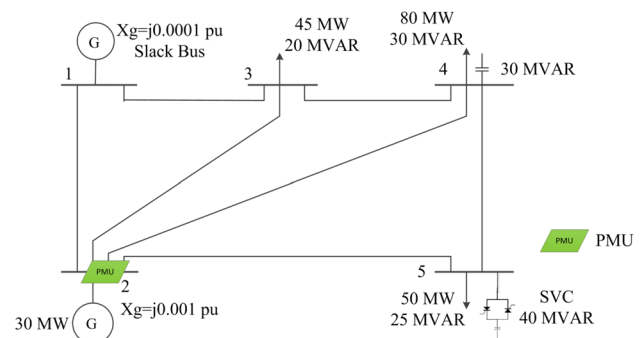 Xg=j0.0001 pu
Slack Bus
G
1
45 MW
20 MVAR
3
80 MW
30 MVAR
4
30 MVAR
PMU
PMU
PMU
2
5
Xg=j0.001 pu
30 MW
G
50 MW
25 MVAR
SVC
40 MVAR